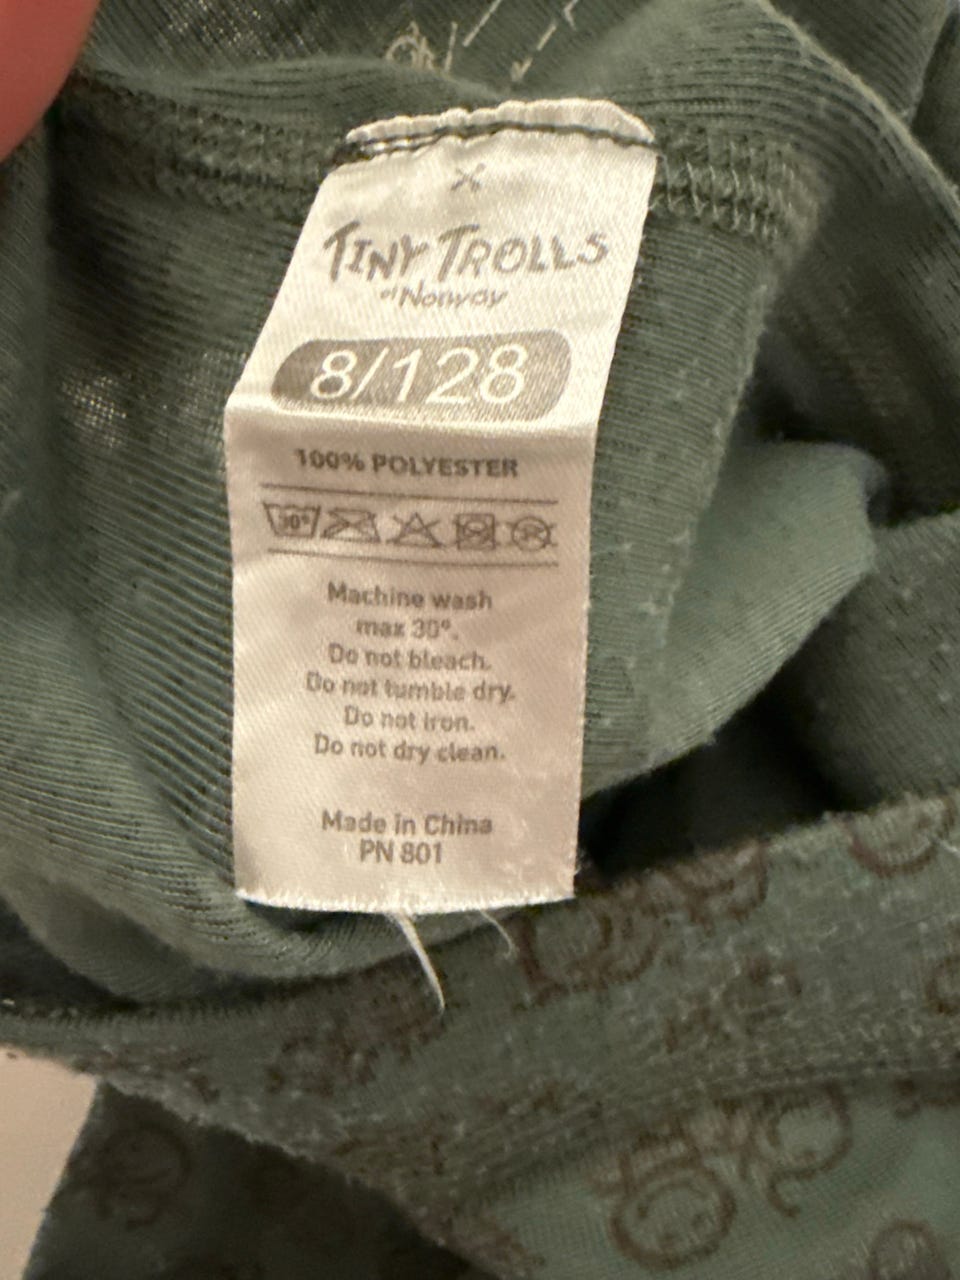 TINY TROLLS
of Norway
8/128
100% POLYESTER
30°
Machine wash
max 30°.
Do not bleach.
Do not tumble dry.
Do not iron.
Do not dry clean.
Made in China
PN 801